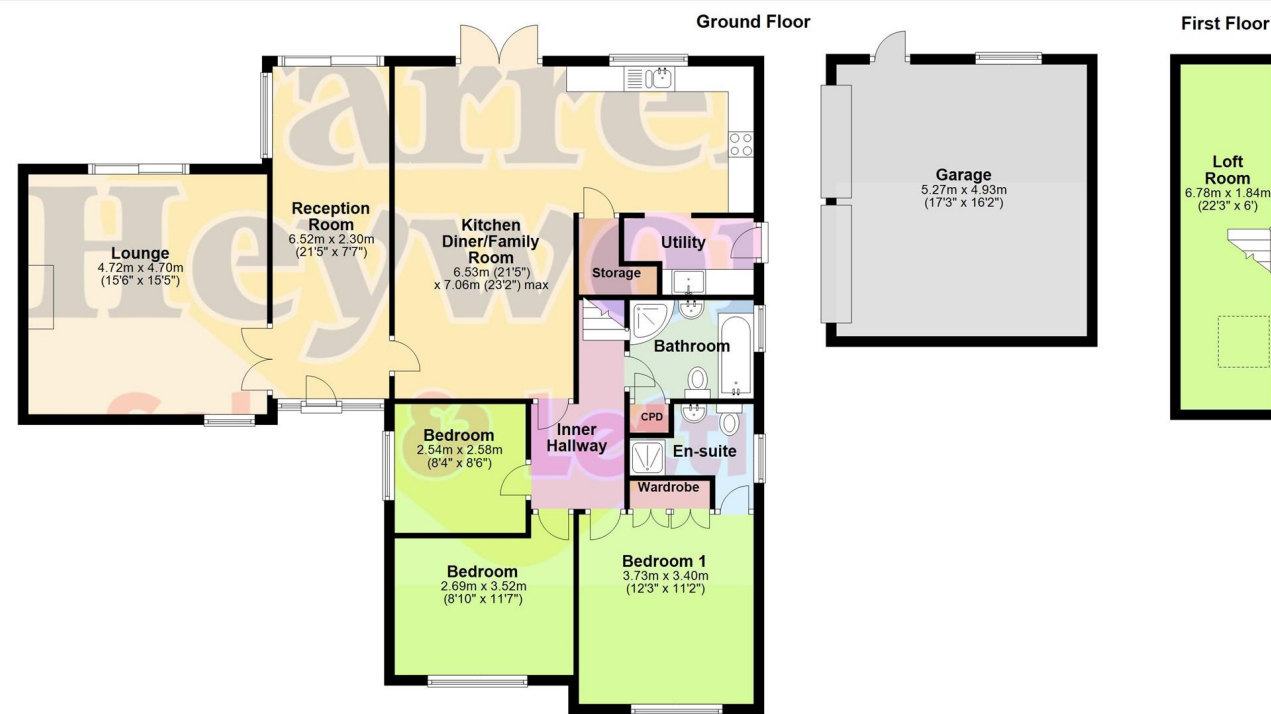 Ground Floor
First Floor
Lounge
4.72m x 4.70m
(15'6" x 15'5")
Reception
Room
6.52m x 2.30m
(21'5" x 7'7")
Kitchen
Diner/Family
Room
6.53m (21'5")
x 7.06m (23'2") max
Storage
Utility
Bathroom
CPD
En-suite
Wardrobe
Inner
Hallway
Bedroom
2.54m x 2.58m
(8'4" x 8'6")
Bedroom
2.69m x 3.52m
(8'10" x 11'7")
Bedroom 1
3.73m x 3.40m
(12'3" x 11'2")
Garage
5.27m x 4.93m
(17'3" x 16'2")
Loft
Room
6.78m x 1.84m
(22'3" x 6')